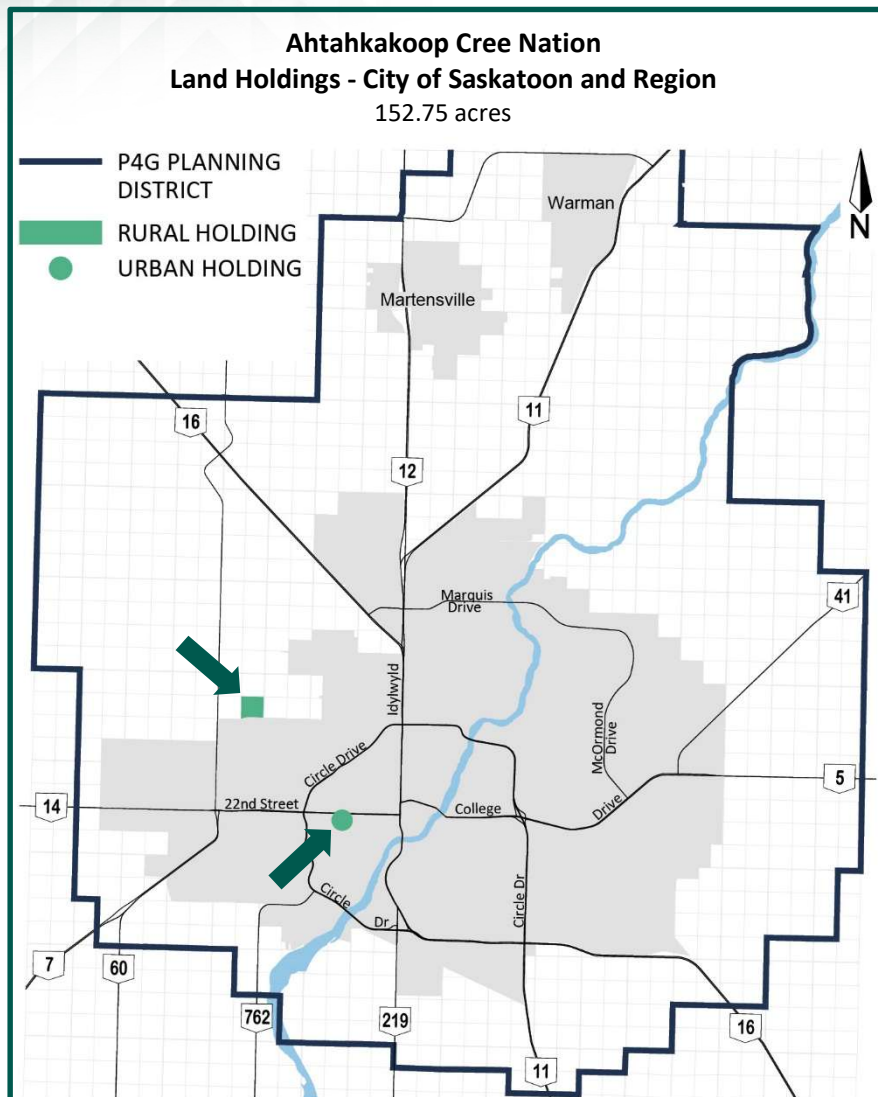 Ahtahkakoop Cree Nation
Land Holdings - City of Saskatoon and Region
152.75 acres
P4G PLANNING
DISTRICT
RURAL HOLDING
URBAN HOLDING
N
Warman
Martensville
16
11
12
41
Marquis
Drive
Idylwyld
McOrmond
Drive
Circle Drive
5
14
22nd Street
College
Drive
Circle
Dr
Circle Dr
7
60
762
219
16
11